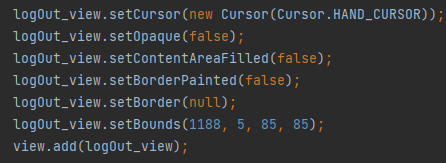 logOut_view.setCursor(new Cursor(Cursor.HAND_CURSOR));
logOut_view.setOpaque(false);
logOut_view.setContentAreaFilled(false);
logOut_view.setBorderPainted(false);
logOut_view.setBorder(null);
logOut_view.setBounds(1188, 5, 85, 85);
view.add(logOut_view);